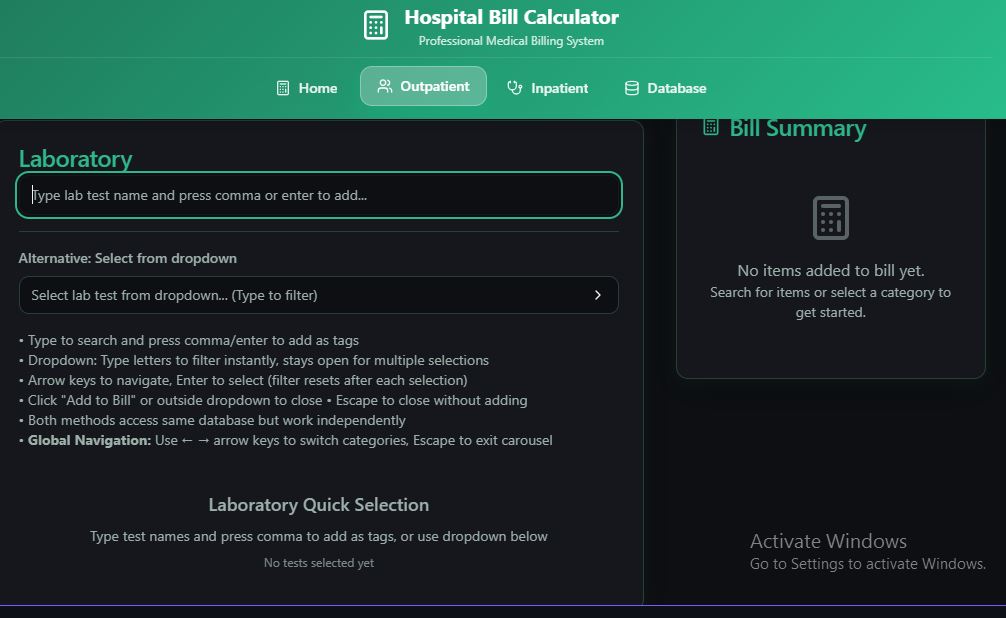 Hospital Bill Calculator
Professional Medical Billing System
Home
Outpatient
Inpatient
Database
Laboratory
Type lab test name and press comma or enter to add...
Alternative: Select from dropdown
Select lab test from dropdown... (Type to filter)
• Type to search and press comma/enter to add as tags
• Dropdown: Type letters to filter instantly, stays open for multiple selections
• Arrow keys to navigate, Enter to select (filter resets after each selection)
• Click "Add to Bill" or outside dropdown to close • Escape to close without adding
• Both methods access same database but work independently
• Global Navigation: Use ← → arrow keys to switch categories, Escape to exit carousel
Laboratory Quick Selection
Type test names and press comma to add as tags, or use dropdown below
No tests selected yet
Bill Summary
No items added to bill yet.
Search for items or select a category to
get started.
Activate Windows
Go to Settings to activate Windows.